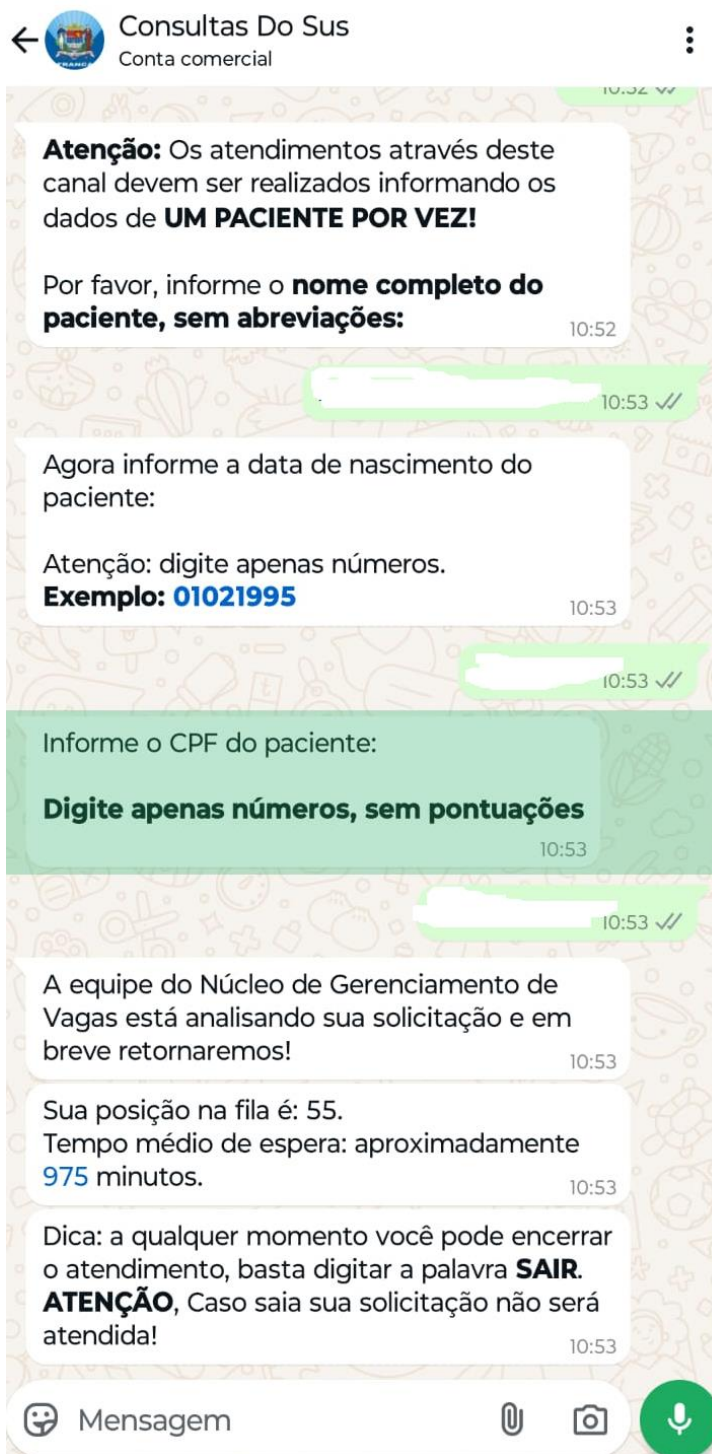 Consultas Do Sus
Conta comercial
10:52
Atenção: Os atendimentos através deste
canal devem ser realizados informando os
dados de UM PACIENTE POR VEZ!
Por favor, informe o nome completo do
paciente, sem abreviações:
10:52
10:53
Agora informe a data de nascimento do
paciente:
Atenção: digite apenas números.
Exemplo: 01021995
10:53
10:53
Informe o CPF do paciente:
Digite apenas números, sem pontuações
10:53
10:53
A equipe do Núcleo de Gerenciamento de
Vagas está analisando sua solicitação e em
breve retornaremos!
10:53
Sua posição na fila é: 55.
Tempo médio de espera: aproximadamente
975 minutos.
10:53
Dica: a qualquer momento você pode encerrar
o atendimento, basta digitar a palavra SAIR.
ATENÇÃO, Caso saia sua solicitação não será
atendida!
10:53
Mensagem